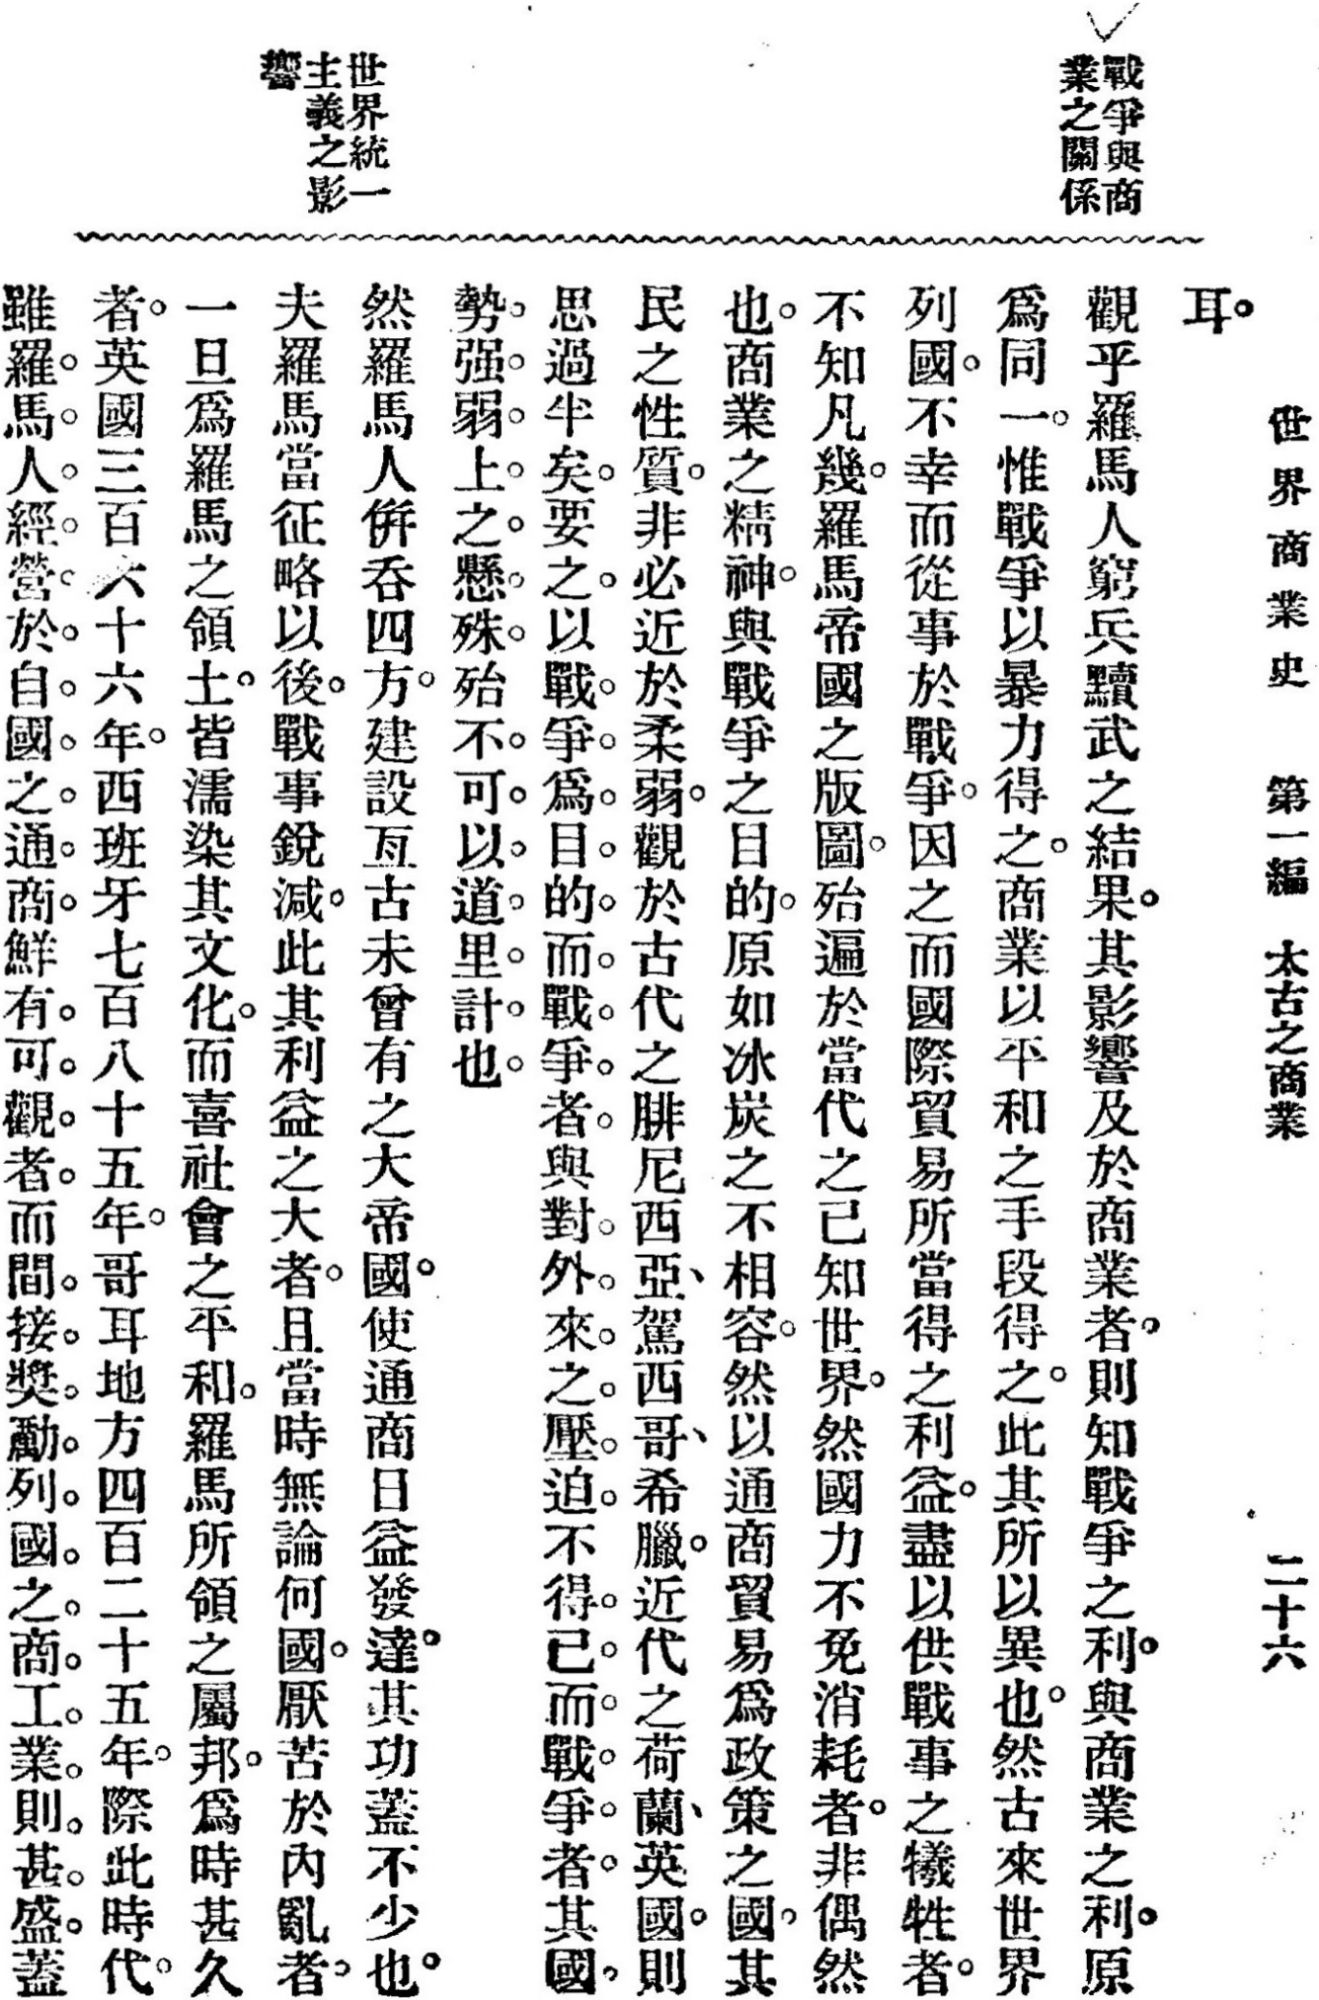 世界商業史　第一編　太古之商業　二十六
戰爭與商
業之關係
世界統一
主義之影
響
耳。
觀乎羅馬人窮兵黷武之結果。其影響及於商業者。則知戰爭之利。與商業之利。原
爲同一。惟戰爭以暴力得之。商業以平和之手段得之。此其所以異也。然古來世界
列國。不幸而從事於戰爭。因之而國際貿易所當得之利益。盡以供戰事之犧牲者。
不知凡幾。羅馬帝國之版圖。殆遍於當代之已知世界。然國力不免消耗者。非偶然
也。商業之精神。與戰爭之目的。原如冰炭之不相容。然以通商貿易爲政策之國。其
民之性質。非必近於柔弱。觀於古代之腓尼西亞、駕西哥、希臘。近代之荷蘭、英國。則
思過半矣。要之。以戰爭爲目的而戰爭者。與對外來之壓迫。不得已而戰爭者。其國
勢强弱上之懸殊。殆不可以道里計也。
然羅馬人併吞四方。建設亙古未曾有之大帝國。使通商日益發達。其功蓋不少也。
夫羅馬當征略以後。戰事銳減。此其利益之大者。且當時無論何國。厭苦於內亂者。
一旦爲羅馬之領土。皆濡染其文化。而喜社會之平和。羅馬所領之屬邦。爲時甚久
者。英國三百六十六年。西班牙七百八十五年。哥耳地方四百二十五年。際此時代。
雖羅馬人經營於自國之通商。鮮有可觀者。而間接獎勵列國之商工業。則甚盛。蓋